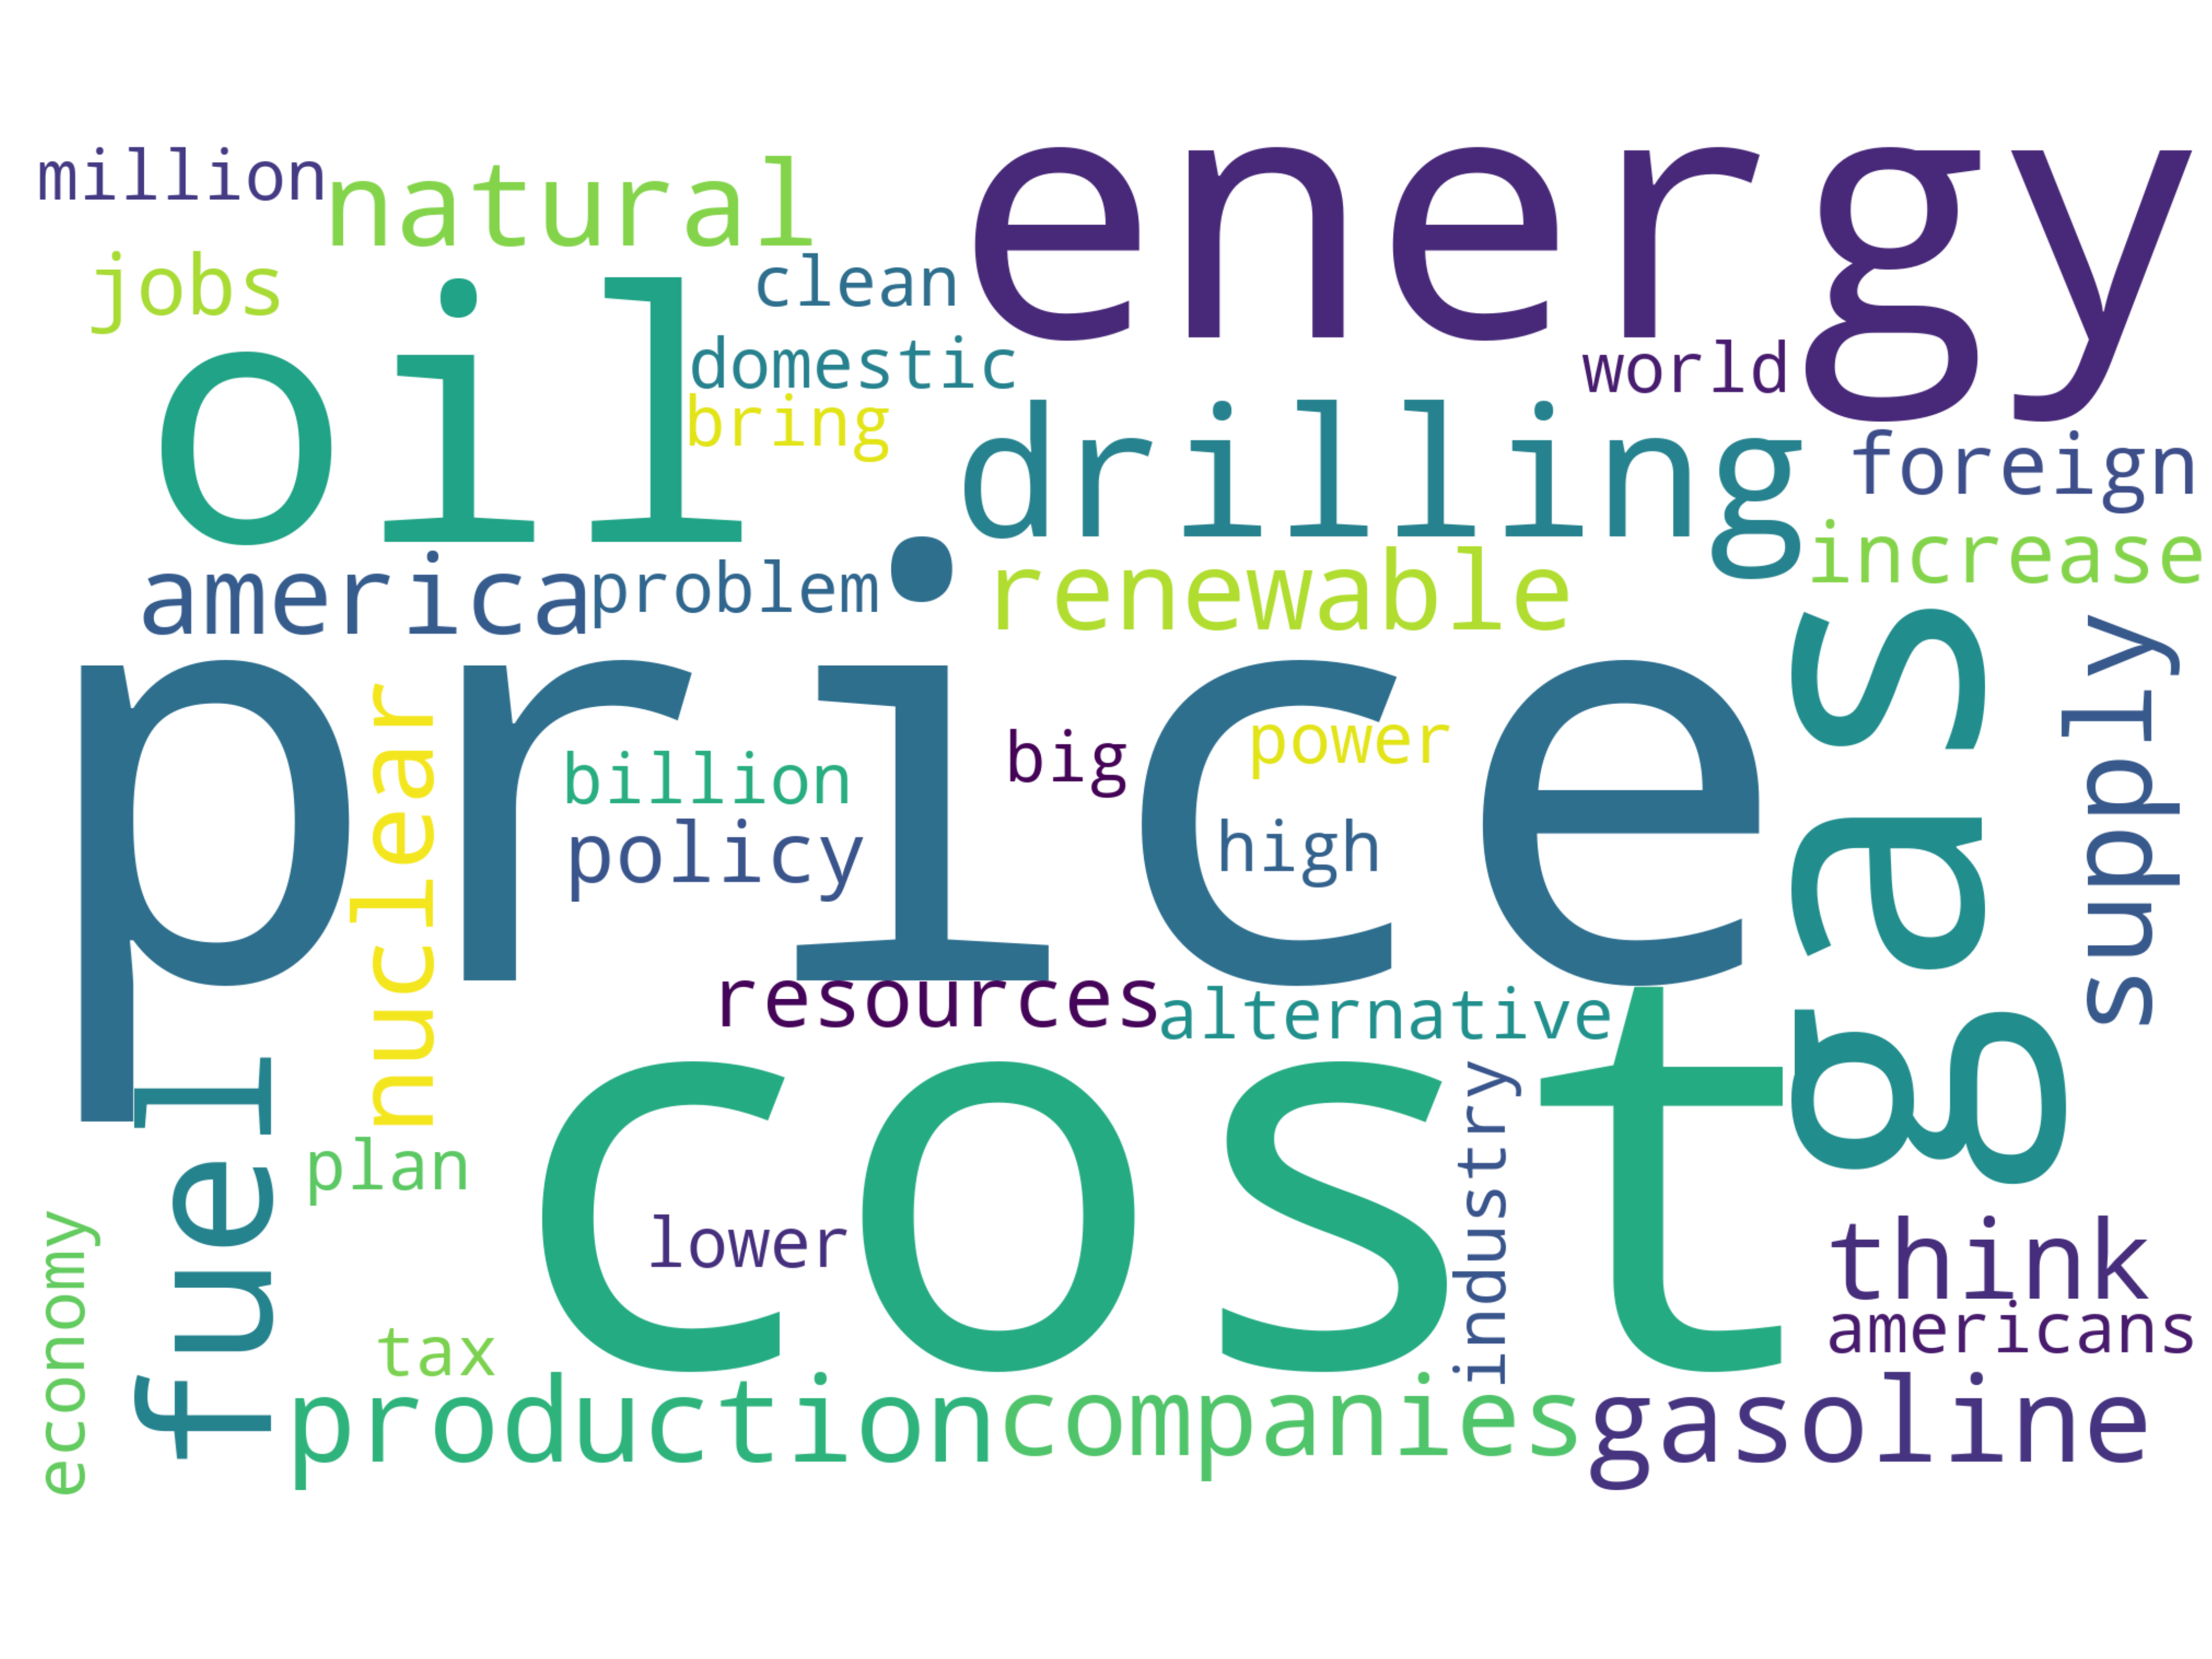 million
natural
energy
jobs
clean
oil
domestic
world
bring
drilling
foreign
increase
america
problem
renewable
price
gas
supply
nuclear
billion
big
power
policy
high
resources
alternative
fuel
cost
industry
plan
lower
economy
think
tax
americans
production
companies
gasoline